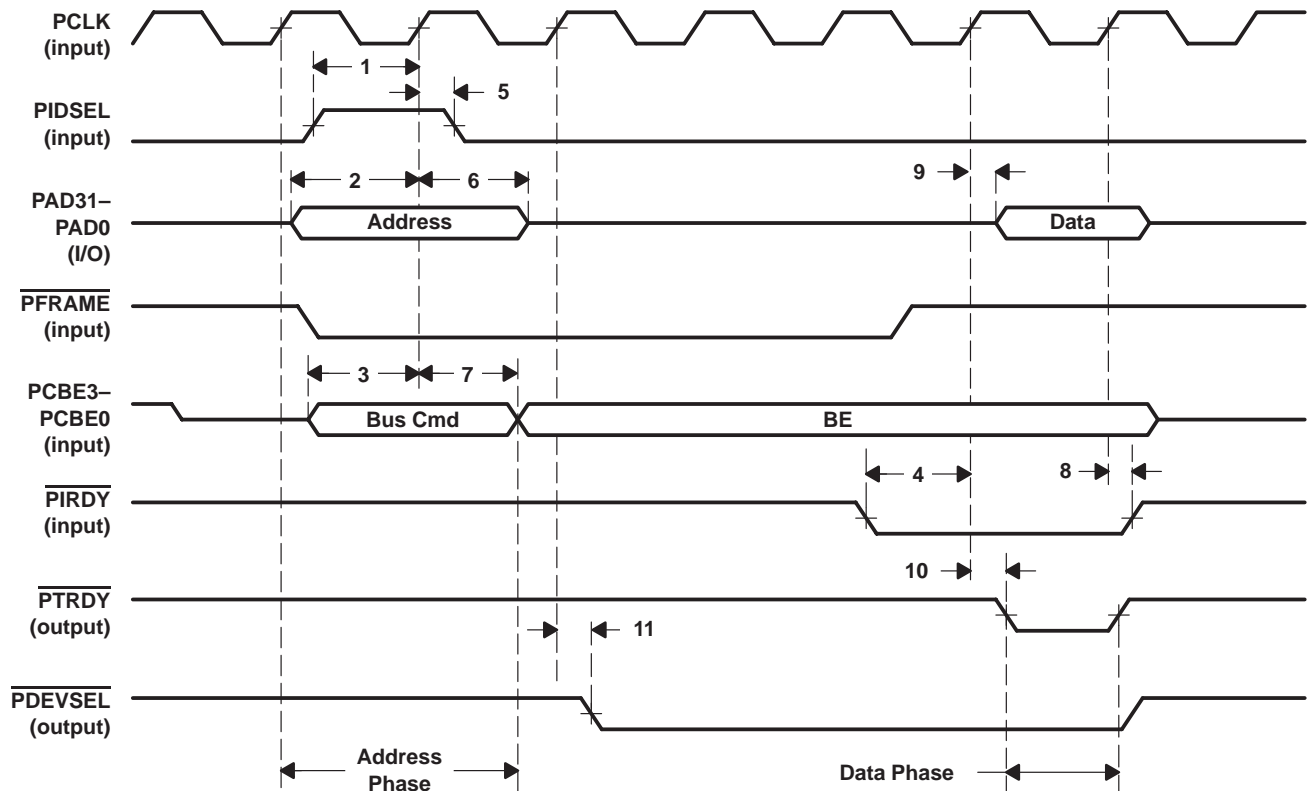 PCLK
(input)
1
5
PIDSEL
(input)
2
6
9
PAD31–
PAD0
(I/O)
Address
Data
PFRAME
(input)
3
7
PCBE3–
PCBE0
(input)
Bus Cmd
BE
4
8
PIRDY
(input)
10
PTRDY
(output)
11
PDEVSEL
(output)
Address
Phase
Data Phase